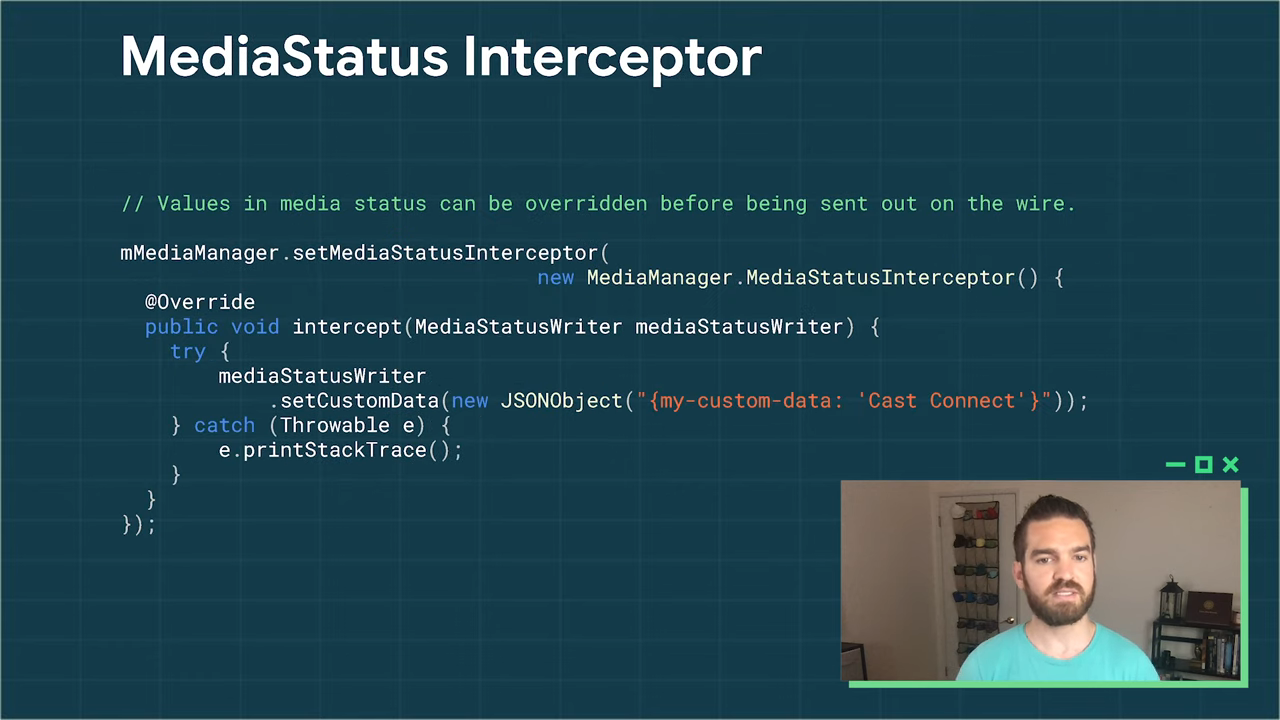 MediaStatus Interceptor
// Values in media status can be overridden before being sent out on the wire.
mMediaManager.setMediaStatusInterceptor(
new MediaManager.MediaStatusInterceptor() {
@Override
public void intercept(MediaStatusWriter mediaStatusWriter) {
try {
mediaStatusWriter
.setCustomData(new JSONObject("{my-custom-data: 'Cast Connect'}"));
} catch (Throwable e) {
e.printStackTrace();
}
}
});